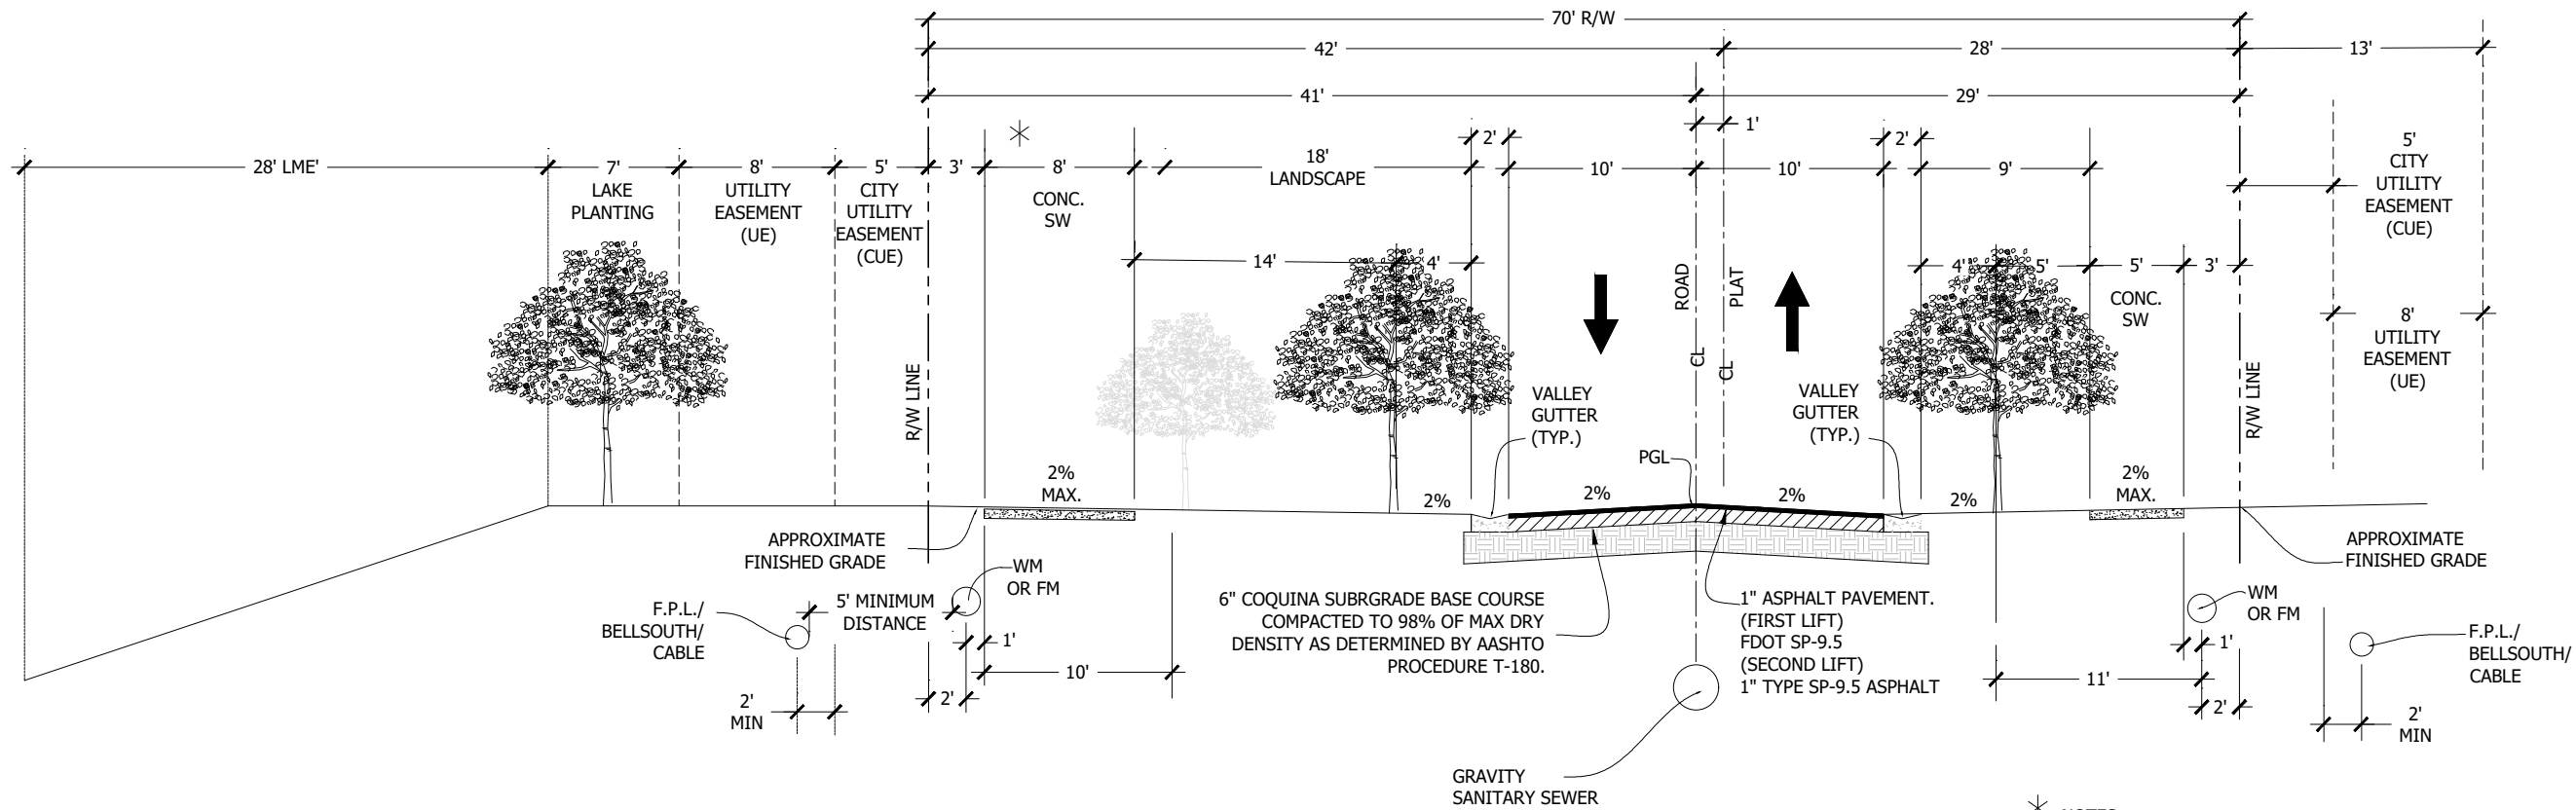 70' R/W
42'
28'
13'
41'
29'
1'
2'
2'
28' LME'
7'
LAKE
PLANTING
8'
UTILITY
EASEMENT
(UE)
5'
CITY
UTILITY
EASEMENT
(CUE)
3'
8'
CONC.
SW
18'
LANDSCAPE
10'
10'
9'
5'
CITY
UTILITY
EASEMENT
(CUE)
14'
4'
4'
5'
5'
3'
CONC.
SW
8'
UTILITY
EASEMENT
(UE)
ROAD
CL
PLAT
CL
R/W LINE
R/W LINE
VALLEY
GUTTER
(TYP.)
VALLEY
GUTTER
(TYP.)
PGL
2%
MAX.
2%
2%
2%
2%
2%
MAX.
APPROXIMATE
FINISHED GRADE
APPROXIMATE
FINISHED GRADE
WM
OR FM
F.P.L./
BELLSOUTH/
CABLE
5' MINIMUM
DISTANCE
1'
10'
2'
2'
MIN
6" COQUINA SUBRGRADE BASE COURSE
COMPACTED TO 98% OF MAX DRY
DENSITY AS DETERMINED BY AASHTO
PROCEDURE T-180.
1" ASPHALT PAVEMENT.
(FIRST LIFT)
FDOT SP-9.5
(SECOND LIFT)
1" TYPE SP-9.5 ASPHALT
WM
OR FM
F.P.L./
BELLSOUTH/
CABLE
1'
11'
2'
2'
MIN
GRAVITY
SANITARY SEWER